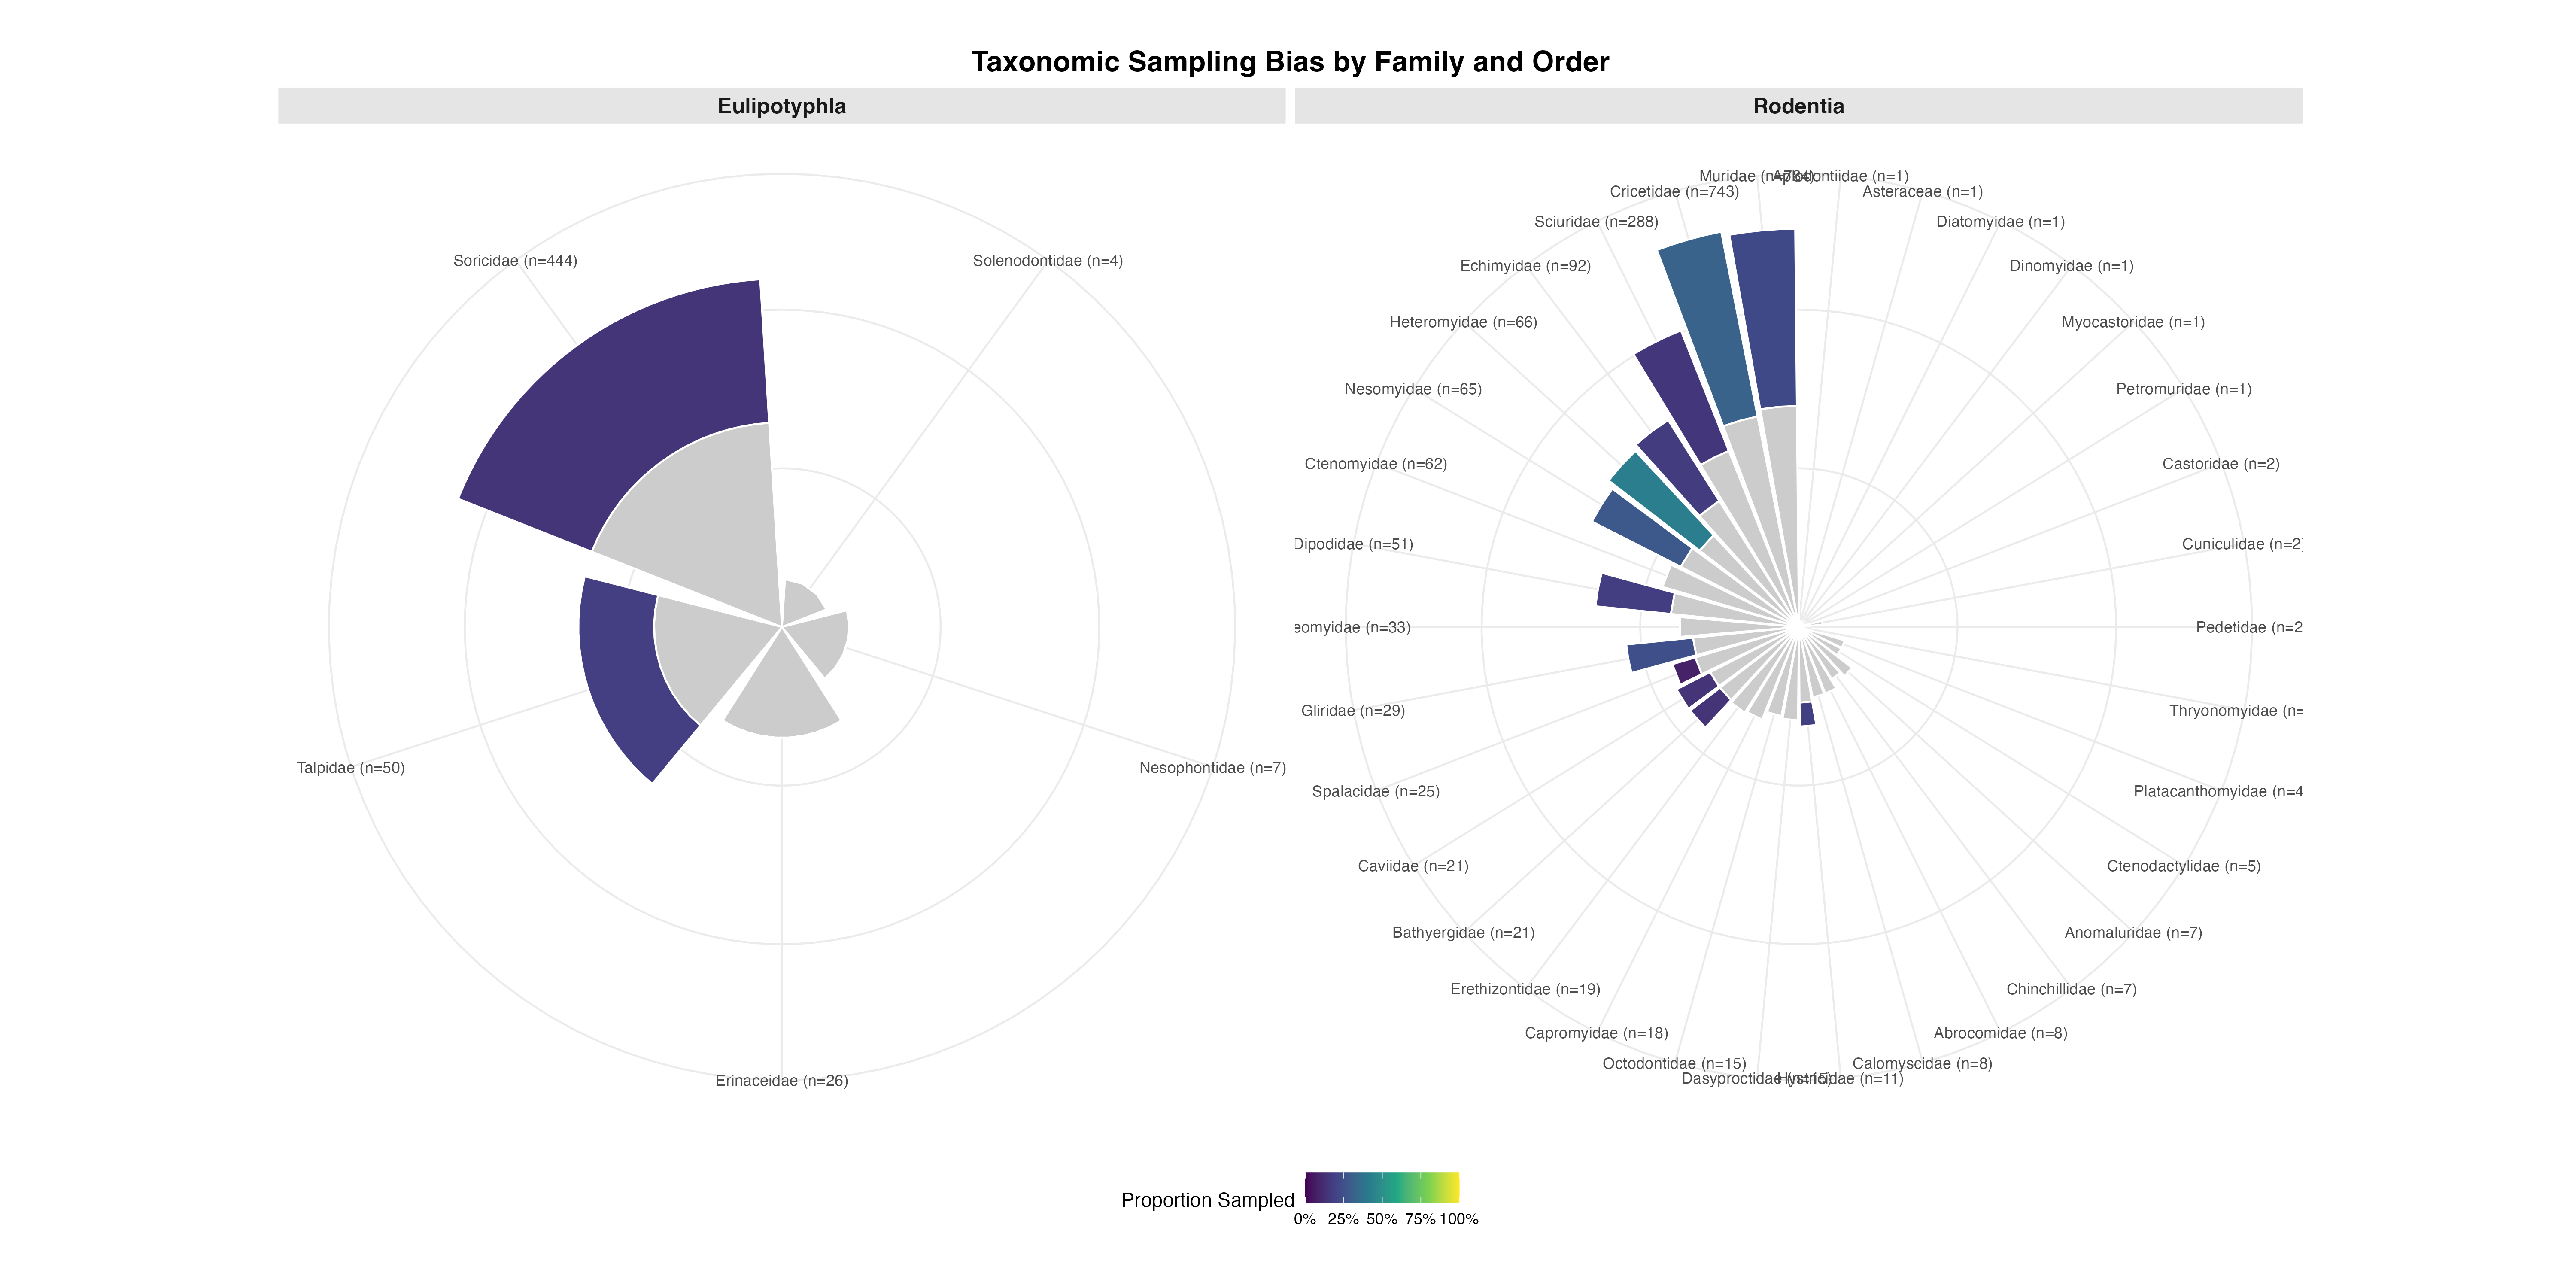 Taxonomic Sampling Bias by Family and Order
Eulipotyphla
Soricidae (n=444)
Solenodontidae (n=4)
Talpidae (n=50)
Nesophontidae (n=7)
Erinaceidae (n=26)
Rodentia
Muridae
(n=1)
Cricetidae (n=743)
Asteraceae (n=1)
Sciuridae (n=288)
Diatomyidae (n=1)
Echimyidae (n=92)
Dinomyidae (n=1)
Heteromyidae (n=66)
Myocastoridae (n=1)
Nesomyidae (n=65)
Petromuridae (n=1)
Ctenomyidae (n=62)
Castoridae (n=2)
Dipodidae (n=51)
Cuniculidae (n=2
eomyidae (n=33)
Pedetidae (n=2
Gliridae (n=29)
Thryonomyidae (n=
Spalacidae (n=25)
Platacanthomyidae (n=4
Caviidae (n=21)
Ctenodactylidae (n=5)
Bathyergidae (n=21)
Anomaluridae (n=7)
Erethizontidae (n=19)
Chinchillidae (n=7)
Capromyidae (n=18)
Abrocomidae (n=8)
Octodontidae (n=15)
Calomyscidae (n=8)
Dasyproctidae
(n=11)
Proportion Sampled
0% 25% 50% 75% 100%